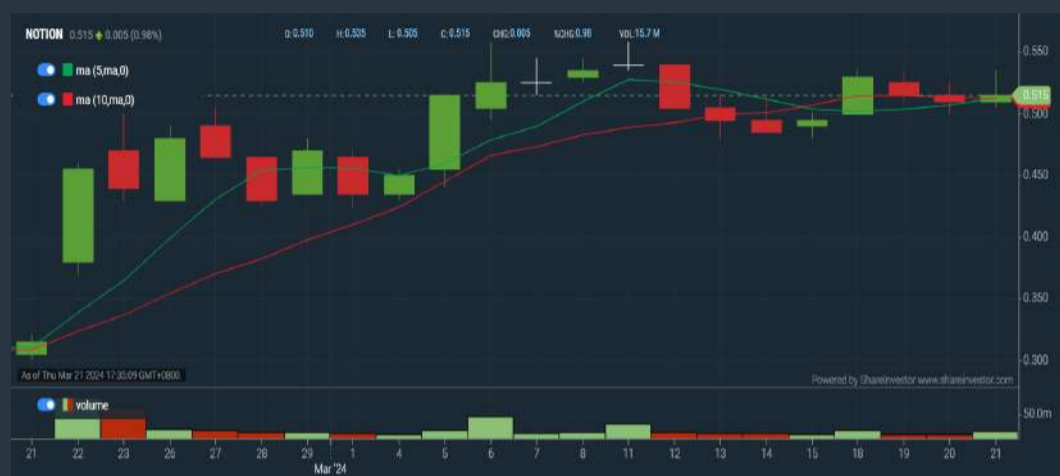 NOTION 0.515 0.005 (0.98%) O:0.510 H:0.535 L:0.505 C:0.515 CHG:0.005 %CHG:0.98 VOL:15.7 M
ma (5,ma,0)
ma (10,ma,0)
0.550
0.515
0.500
0.450
0.400
0.350
0.300
As of Thu Mar 21 2024 17:35:09 GMT+0800
Powered by ShareInvestor www.shareinvestor.com
volume
50.0m
21 22 23 26 27 28 29 1 4 5 6 7 8 11 12 13 14 15 18 19 20 21
Mar '24